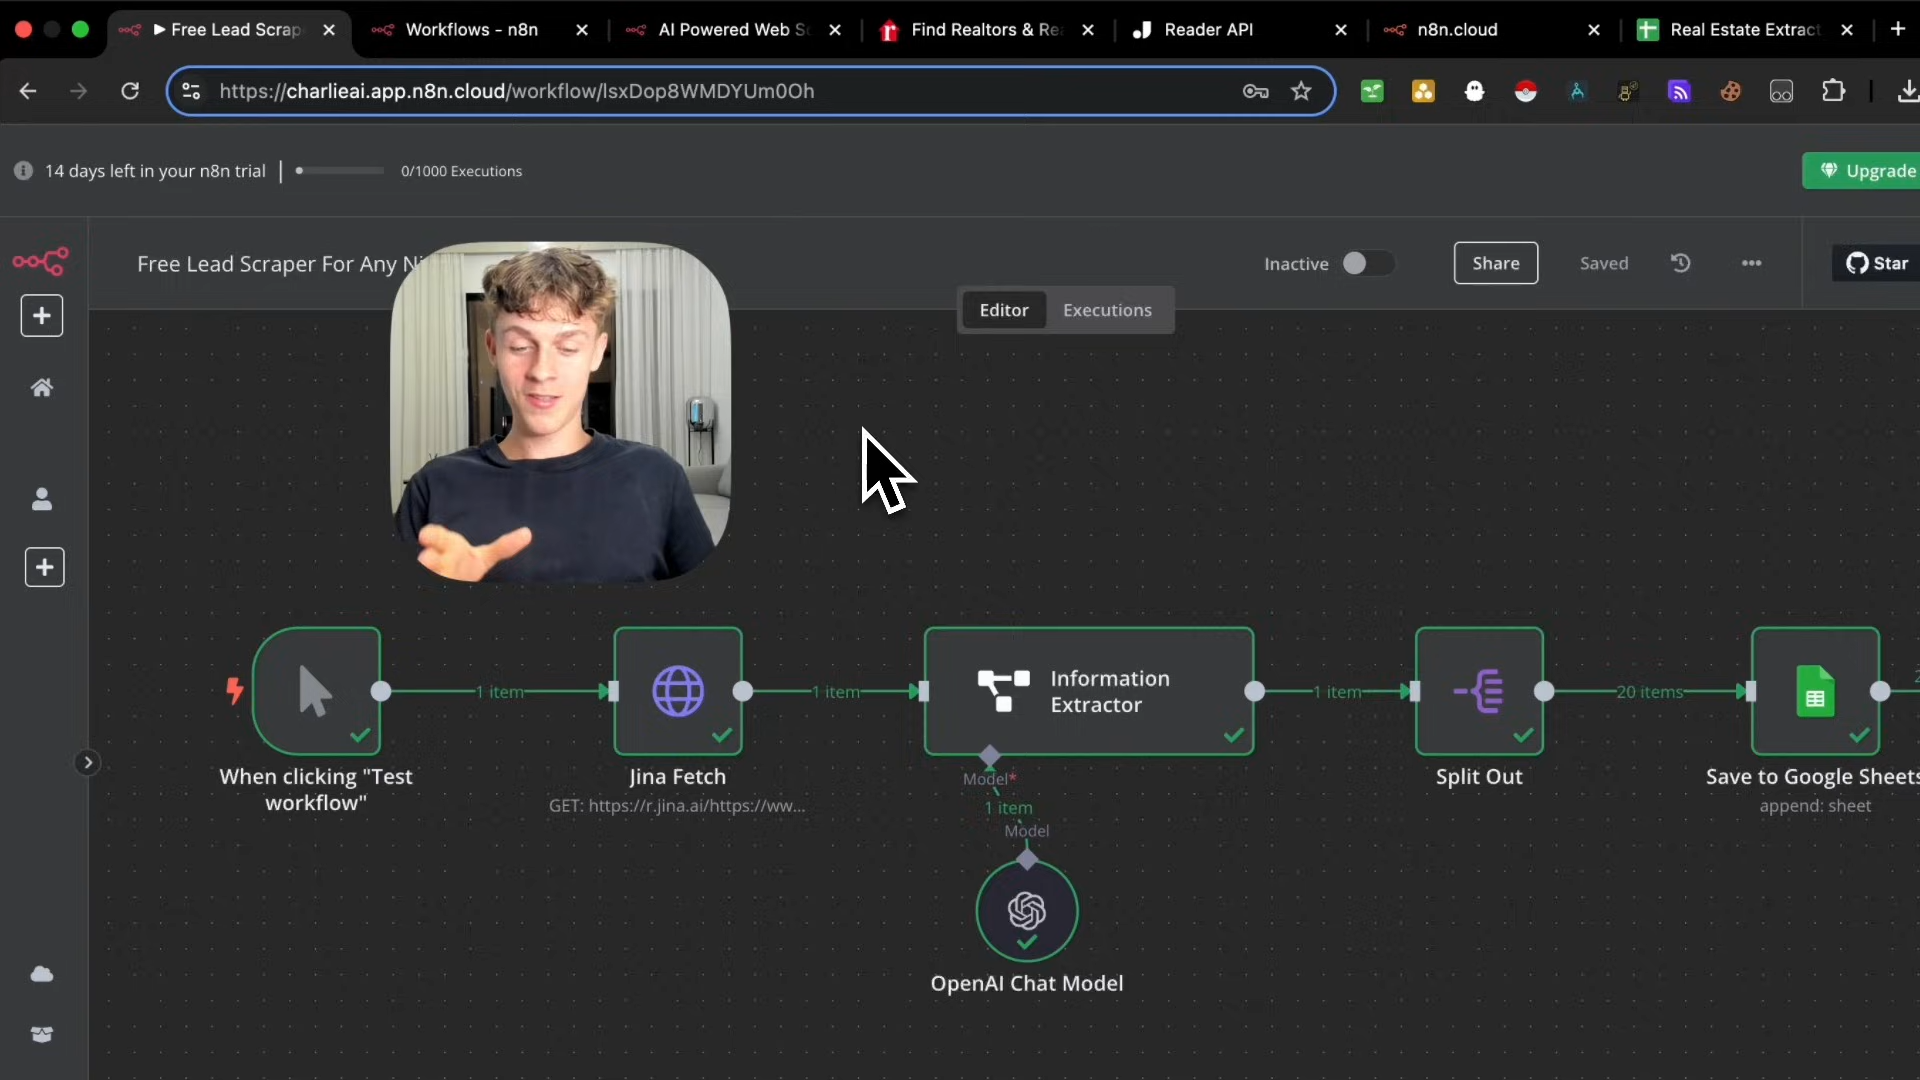 ▶ Free Lead Scrap
Workflows - n8n
AI Powered Web Sc
Find Realtors & Re
Reader API
n8n.cloud
Real Estate Extract
https://charlieai.app.n8n.cloud/workflow/lsxDop8WMDYUm0Oh
14 days left in your n8n trial
0/1000 Executions
Upgrade
Free Lead Scraper For Any Ni
Inactive
Share
Saved
Star
Editor
Executions
1 item
1 item
Information
Extractor
1 item
20 items
When clicking "Test
workflow"
Jina Fetch
GET: https://r.jina.ai/https://ww...
Model*
1 item
Model
OpenAI Chat Model
Split Out
Save to Google Sheets
append: sheet